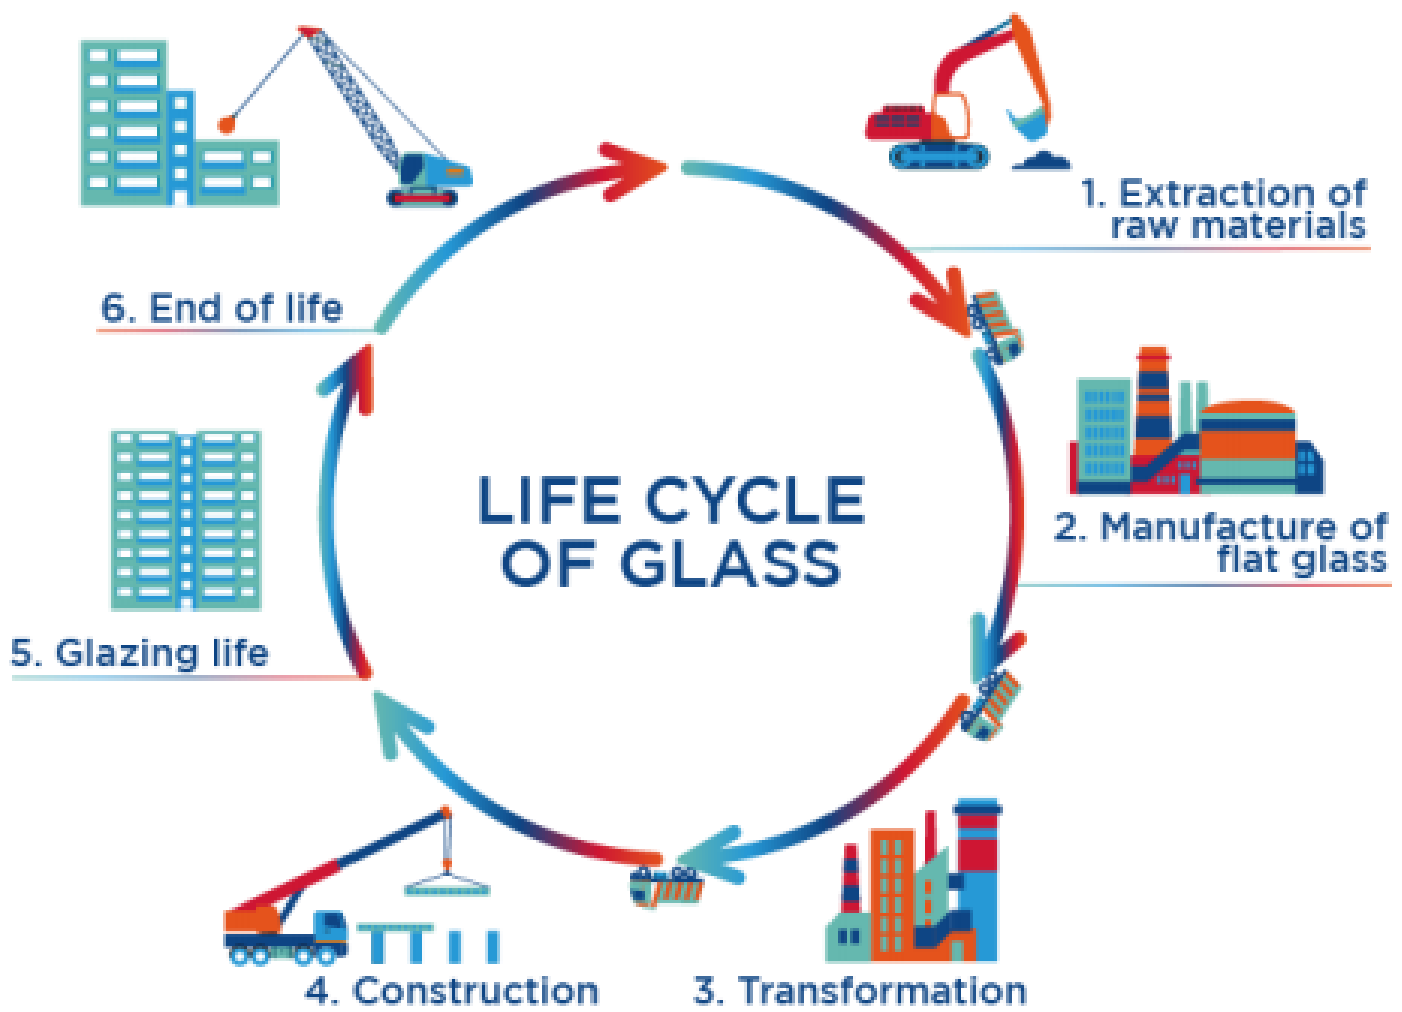 1. Extraction of
raw materials
6. End of life
LIFE CYCLE
OF GLASS
2. Manufacture of
flat glass
5. Glazing life
4. Construction
3. Transformation